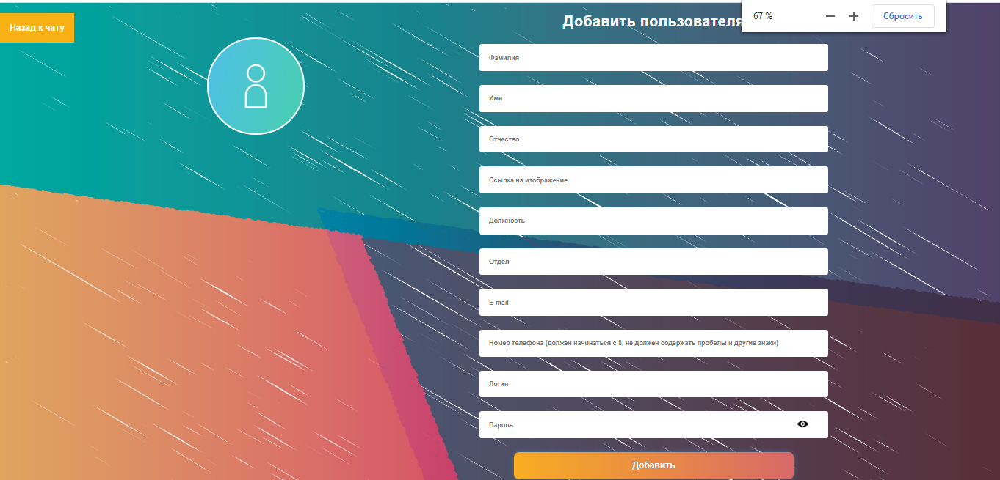 Назад к чату
Добавить пользователя
67 %
Сбросить
Фамилия
Имя
Отчество
Ссылка на изображение
Должность
Отдел
E-mail
Номер телефона (должен начинаться с 8, не должен содержать пробелы и другие знаки)
Логин
Пароль
Добавить